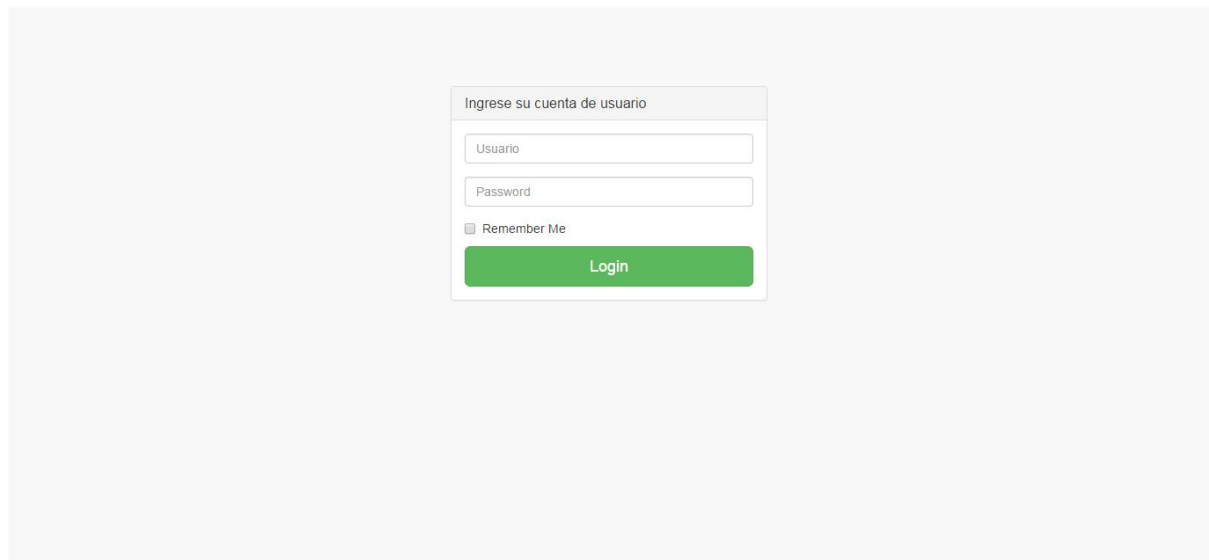 Ingrese su cuenta de usuario
Usuario
Password
Remember Me
Login